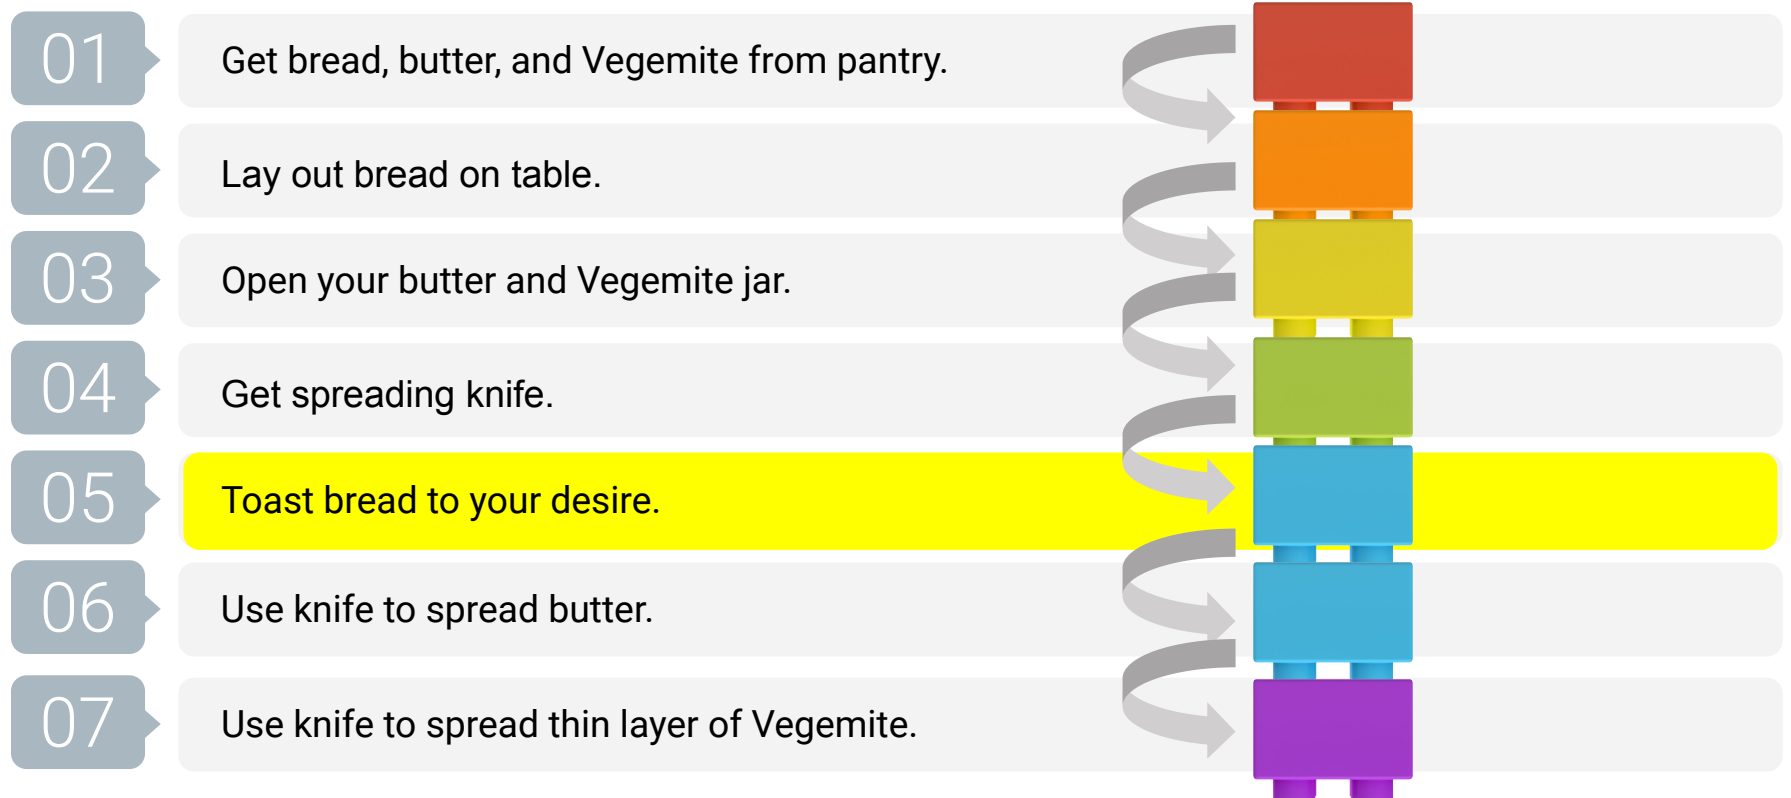 01
Get bread, butter, and Vegemite from pantry.
02
Lay out bread on table.
03
Open your butter and Vegemite jar.
04
Get spreading knife.
05
Toast bread to your desire.
06
Use knife to spread butter.
07
Use knife to spread thin layer of Vegemite.